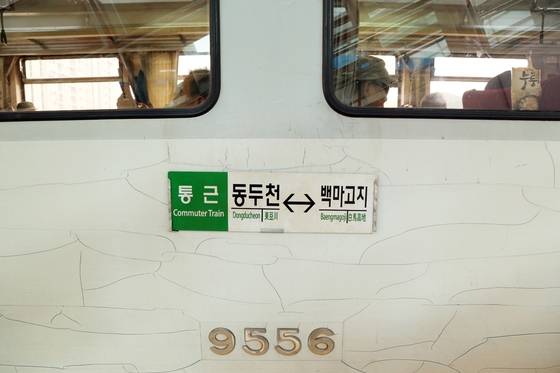 통근 동두천 ↔ 백마고지
Commuter Train Dongducheon 東豆川 Baengmagoji 白馬高地
9556